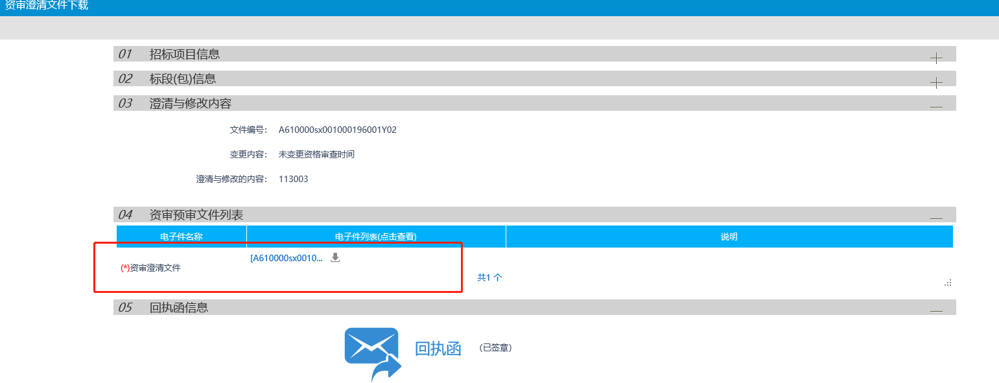 资审澄清文件下载
01 招标项目信息
02 标段(包)信息
03 澄清与修改内容
文件编号： A610000sx001000196001Y02
变更内容： 未变更资格审查时间
澄清与修改的内容： 113003
04 资审预审文件列表
电子件名称 电子件列表(点击查看) 说明
[A610000sx0010...
(*)资审澄清文件
共1 个
05 回执函信息
回执函 (已签章)